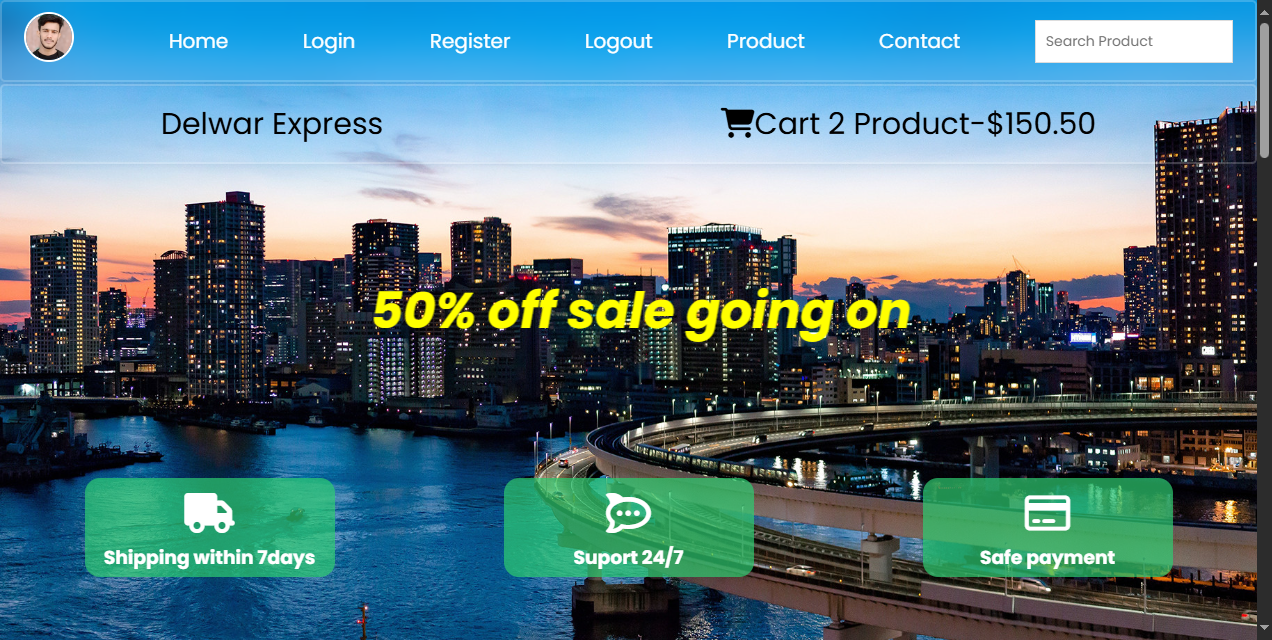 Home Login Register Logout Product Contact Search Product
Delwar Express Cart 2 Product-$150.50
50% off sale going on
Shipping within 7days Suport 24/7 Safe payment